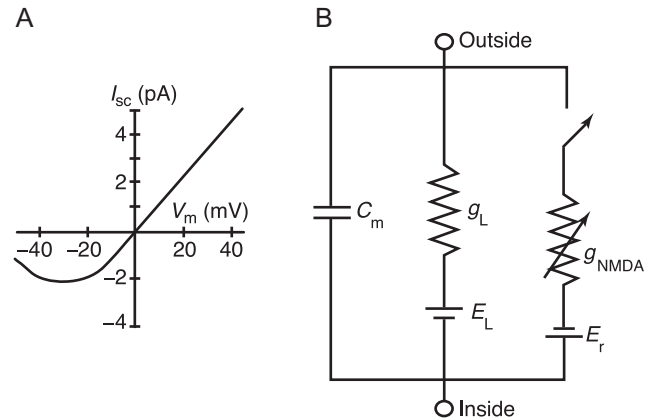 A
I_sc (pA)
4
2
V_m (mV)
−40 −20 20 40
−2
−4
B
Outside
C_m
g_L
g_NMDA
E_L
E_r
Inside